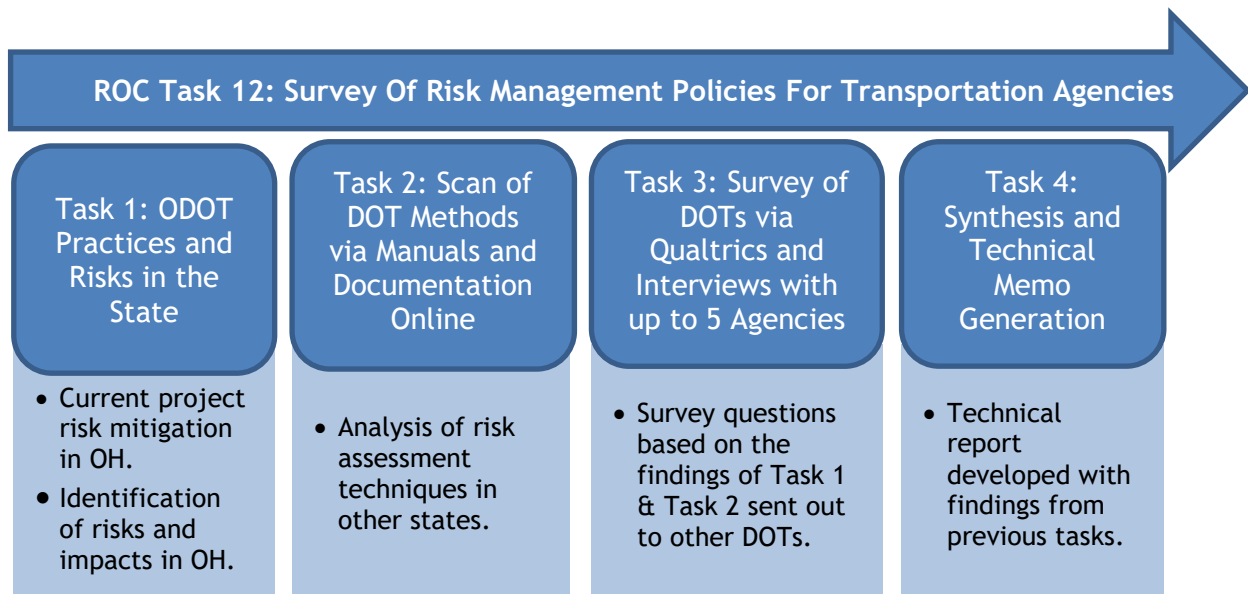 ROC Task 12: Survey Of Risk Management Policies For Transportation Agencies
Task 1: ODOT
Practices and
Risks in the
State
• Current project
risk mitigation
in OH.
• Identification
of risks and
impacts in OH.
Task 2: Scan of
DOT Methods
via Manuals and
Documentation
Online
• Analysis of risk
assessment
techniques in
other states.
Task 3: Survey of
DOTs via
Qualtrics and
Interviews with
up to 5 Agencies
• Survey questions
based on the
findings of Task 1
& Task 2 sent out
to other DOTs.
Task 4:
Synthesis and
Technical
Memo
Generation
• Technical
report
developed with
findings from
previous tasks.